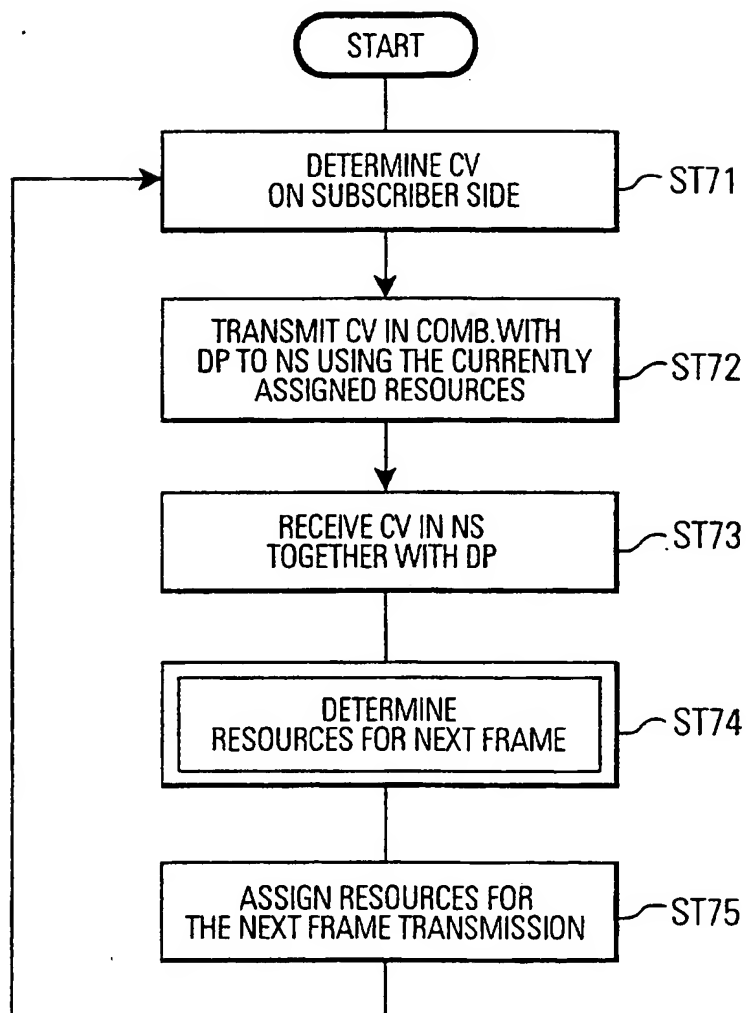 START
DETERMINE CV
ON SUBSCRIBER SIDE
ST71
TRANSMIT CV IN COMB.WITH
DP TO NS USING THE CURRENTLY
ASSIGNED RESOURCES
ST72
RECEIVE CV IN NS
TOGETHER WITH DP
ST73
DETERMINE
RESOURCES FOR NEXT FRAME
ST74
ASSIGN RESOURCES FOR
THE NEXT FRAME TRANSMISSION
ST75